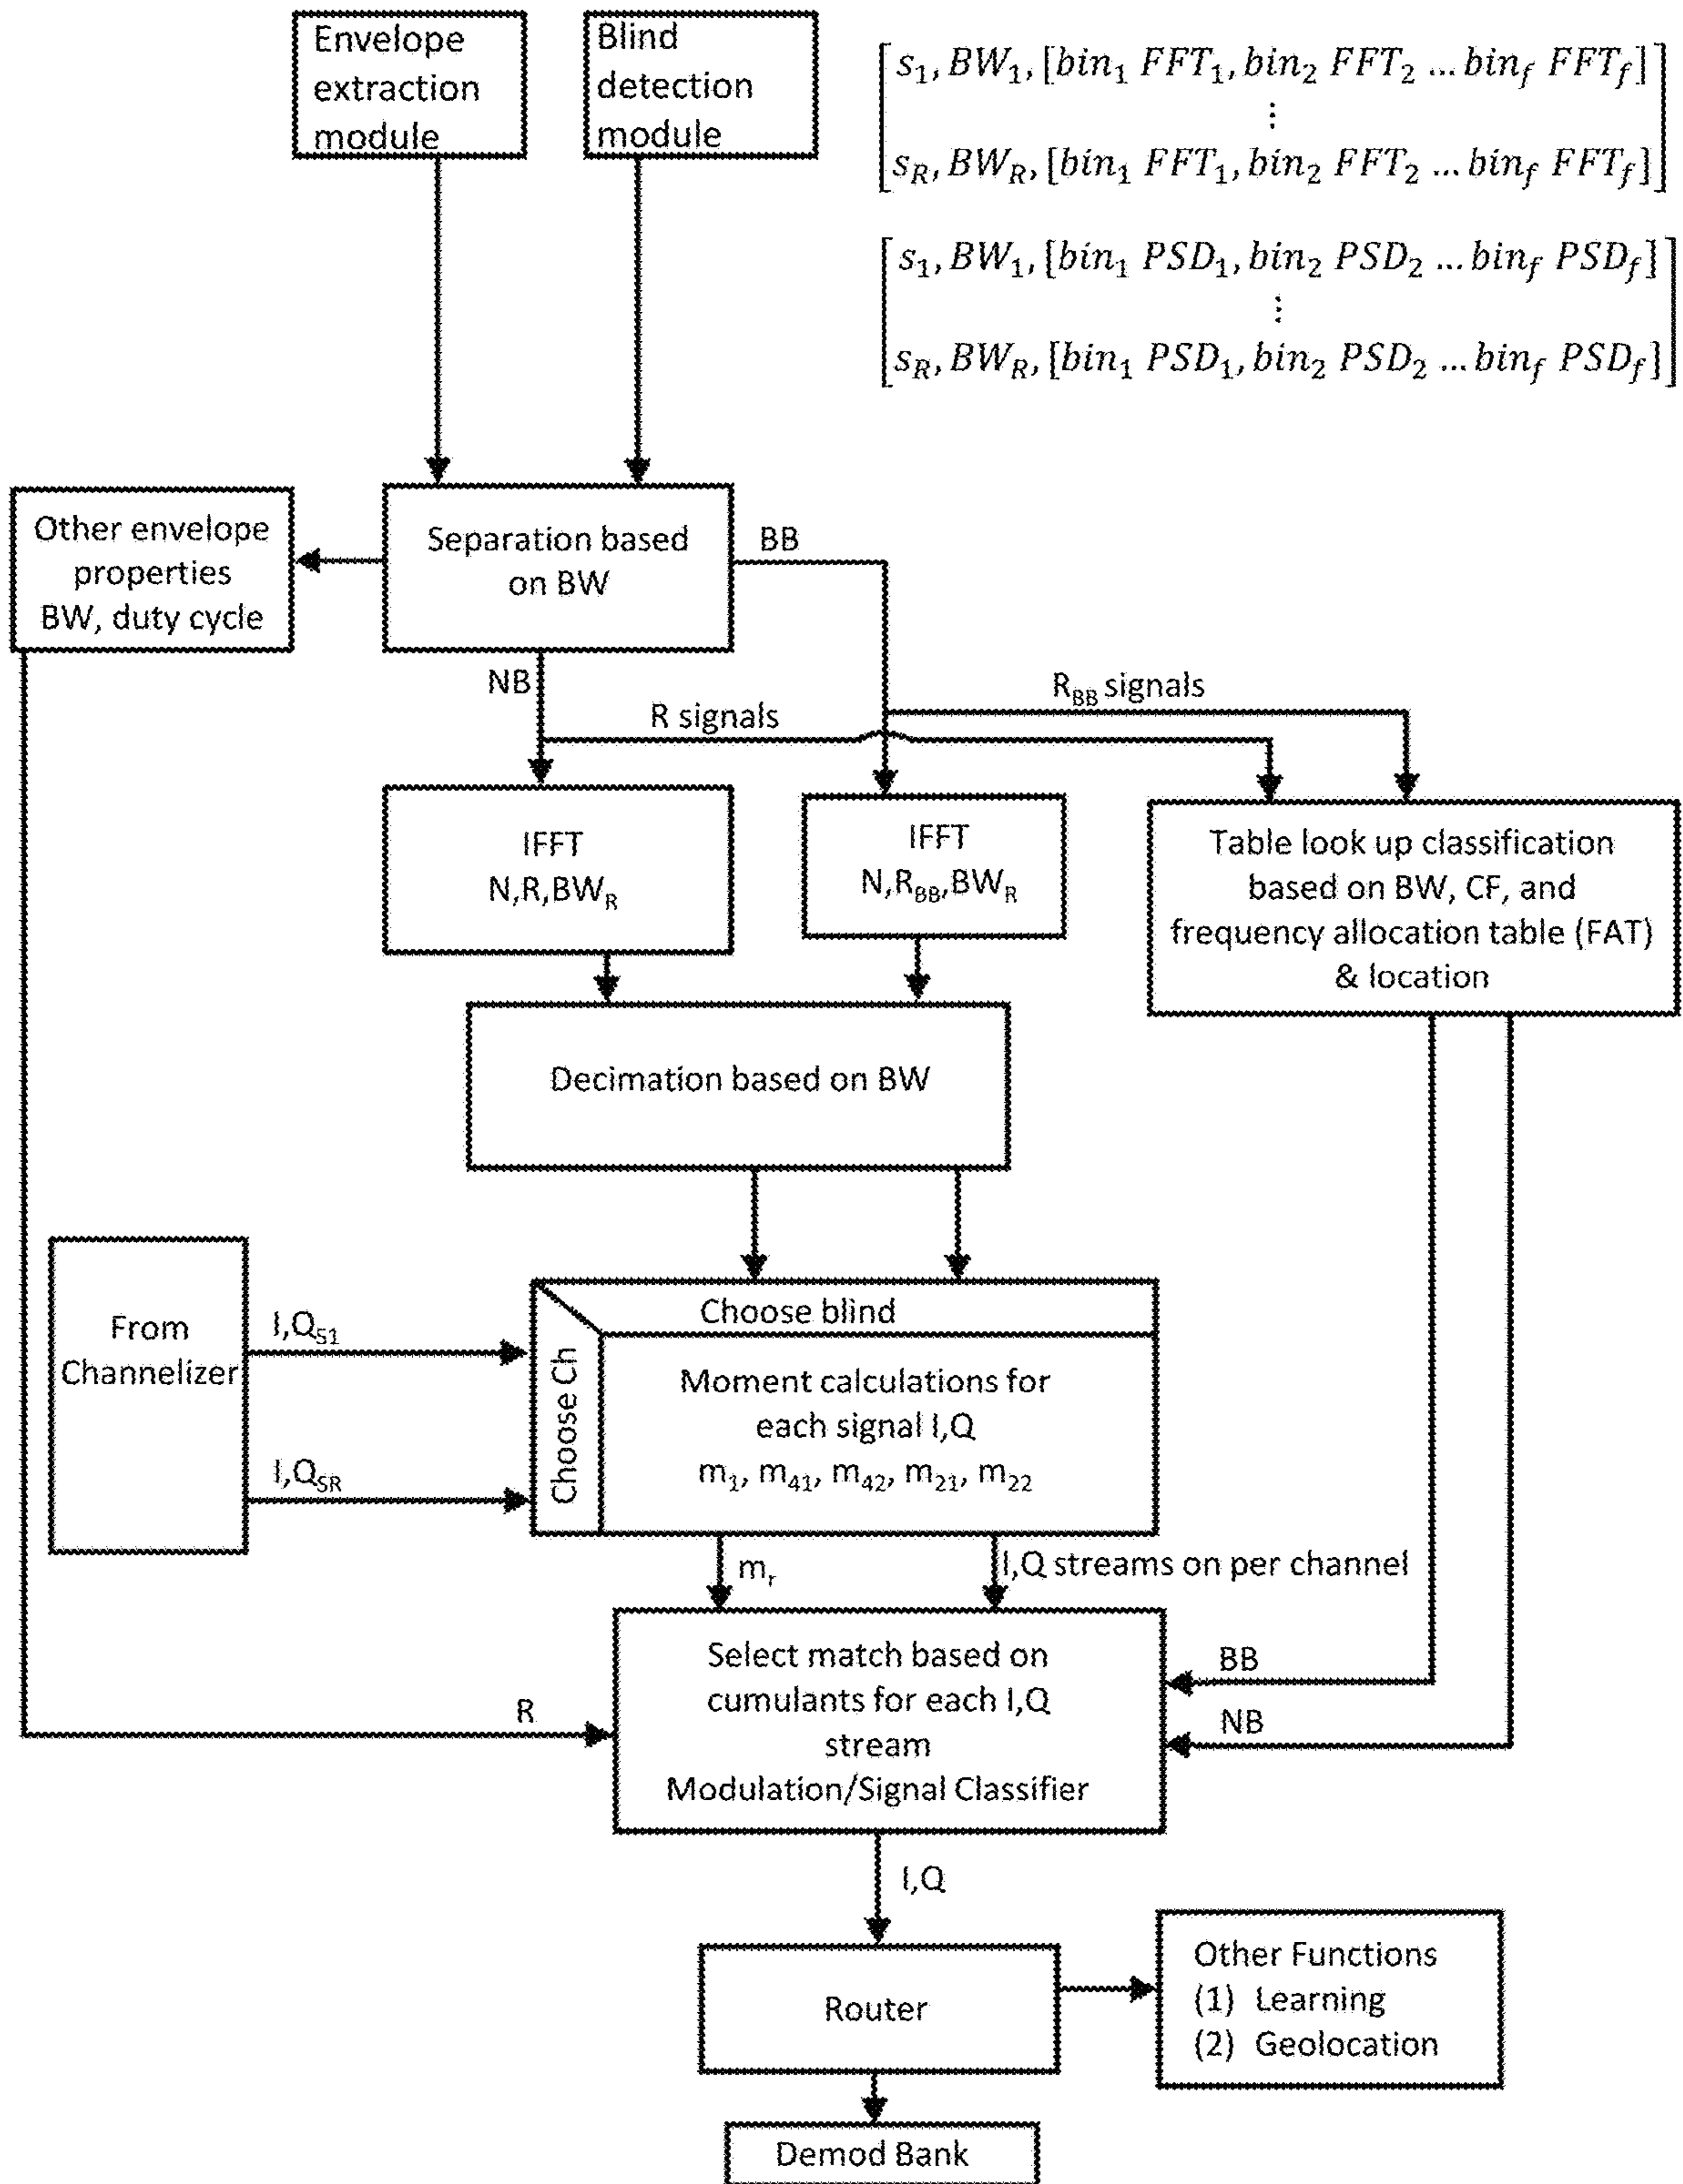 Envelope
extraction
module
Blind
detection
module
[s₁, BW₁, [bin₁ FFT₁, bin₂ FFT₂ ... bin_f FFT_f]
⋮
s_R, BW_R, [bin₁ FFT₁, bin₂ FFT₂ ... bin_f FFT_f]]
[s₁, BW₁, [bin₁ PSD₁, bin₂ PSD₂ ... bin_f PSD_f]
⋮
s_R, BW_R, [bin₁ PSD₁, bin₂ PSD₂ ... bin_f PSD_f]]
Other envelope
properties
BW, duty cycle
Separation based
on BW
BB
NB
R signals
R_BB signals
IFFT
N,R,BW_R
IFFT
N,R_BB,BW_R
Table look up classification
based on BW, CF, and
frequency allocation table (FAT)
& location
Decimation based on BW
From
Channelizer
I,Q_S1
I,Q_SR
Choose blind
Choose Ch
Moment calculations for
each signal I,Q
m₁, m₄₁, m₄₂, m₂₁, m₂₂
m_r
I,Q streams on per channel
Select match based on
cumulants for each I,Q
stream
Modulation/Signal Classifier
R
BB
NB
I,Q
Router
Other Functions
(1) Learning
(2) Geolocation
Demod Bank